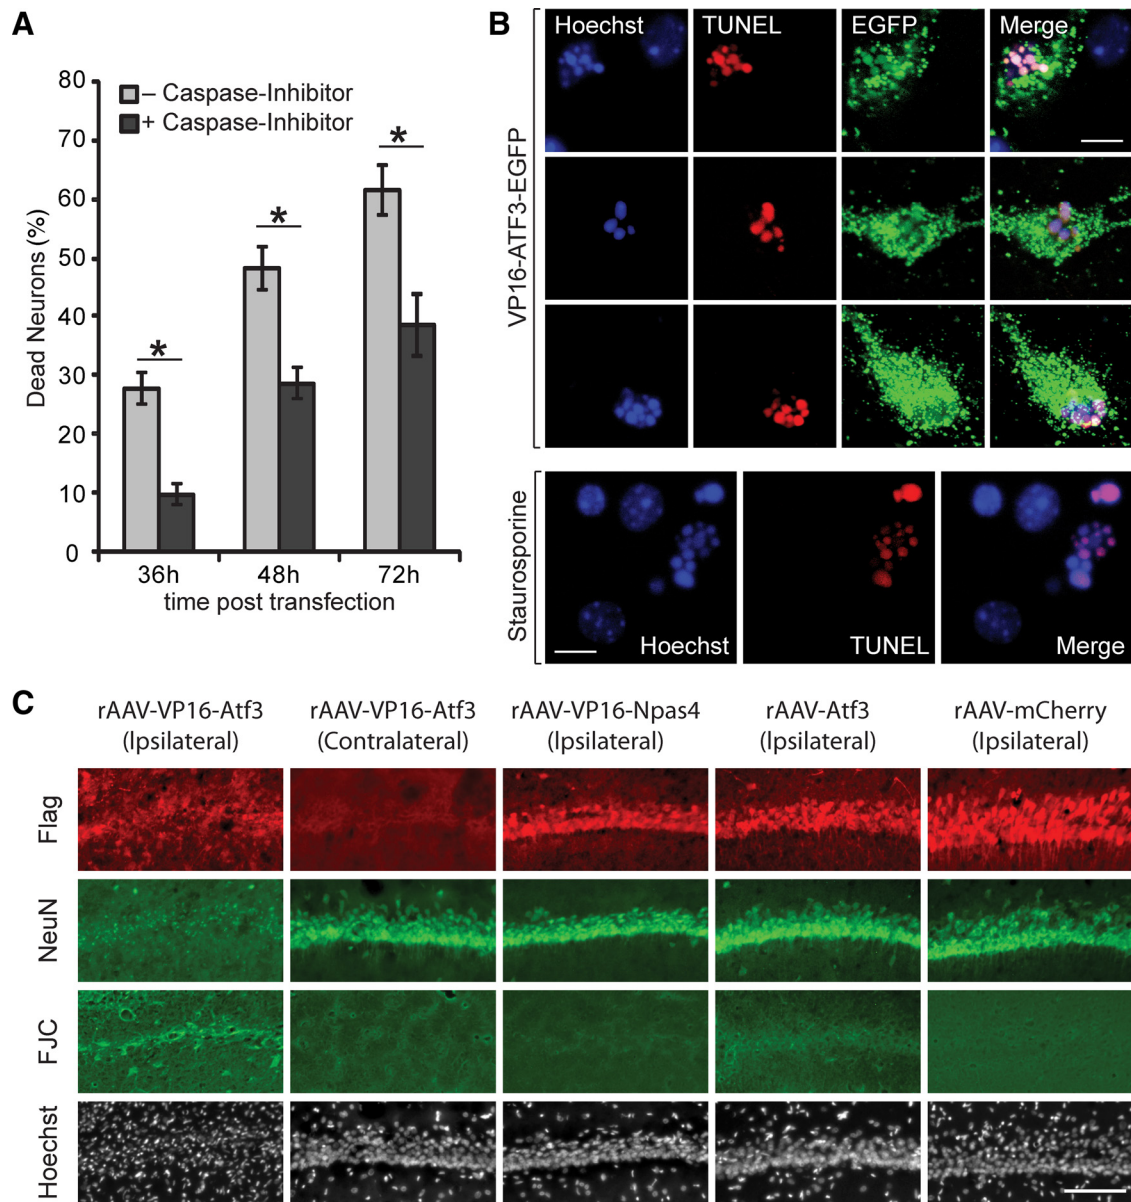 A
80
70
60
50
40
30
20
10
0
Dead Neurons (%)
– Caspase-Inhibitor
+ Caspase-Inhibitor
*
*
*
36h 48h 72h
time post transfection
B
Hoechst TUNEL EGFP Merge
VP16-ATF3-EGFP
Staurosporine
Hoechst TUNEL Merge
C
rAAV-VP16-Atf3 rAAV-VP16-Atf3 rAAV-VP16-Npas4 rAAV-Atf3 rAAV-mCherry
(Ipsilateral) (Contralateral) (Ipsilateral) (Ipsilateral) (Ipsilateral)
Flag
NeuN
FJC
Hoechst